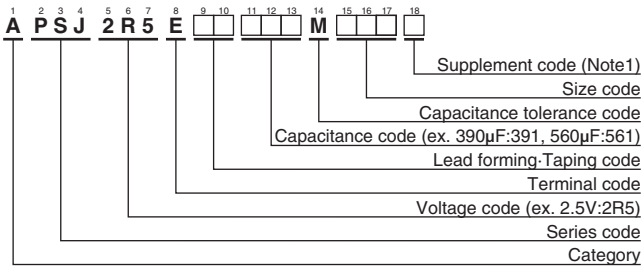 1 2 3 4 5 6 7 8 9 10 11 12 13 14 15 16 17 18
A P S J 2 R 5 E M
Supplement code (Note1)
Size code
Capacitance tolerance code
Capacitance code (ex. 390µF:391, 560µF:561)
Lead forming·Taping code
Terminal code
Voltage code (ex. 2.5V:2R5)
Series code
Category